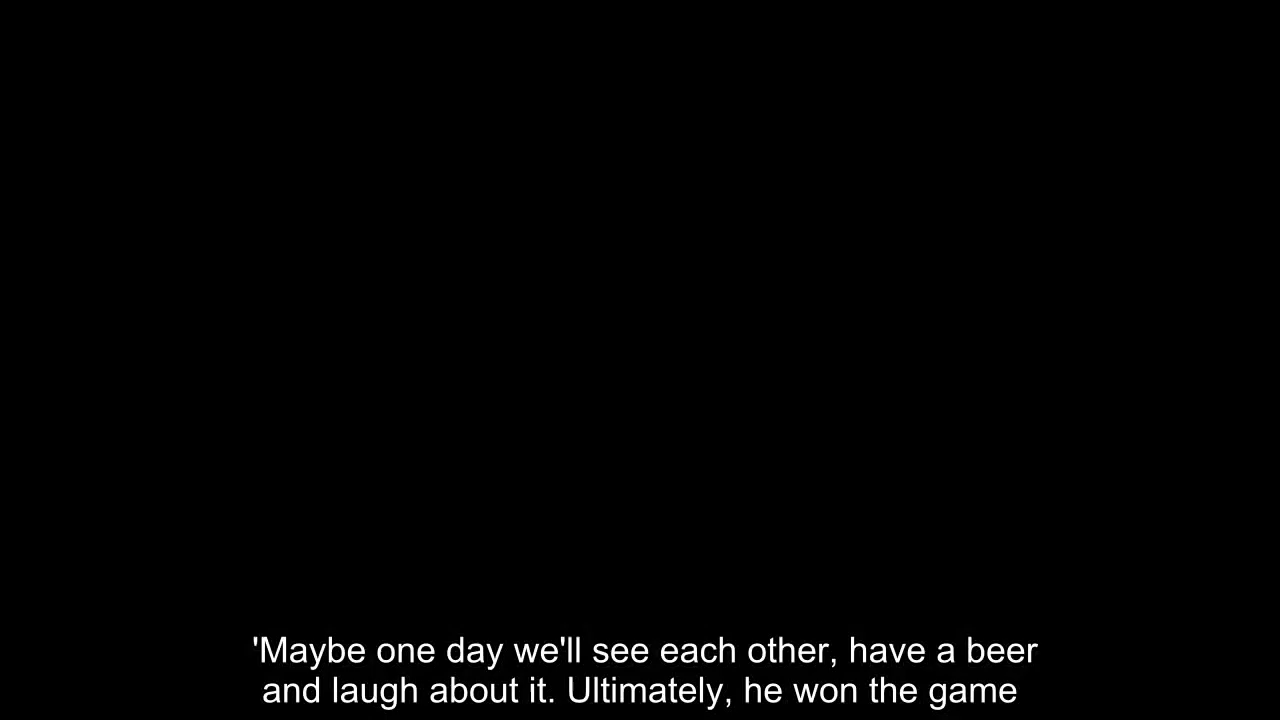 'Maybe one day we'll see each other, have a beer
and laugh about it. Ultimately, he won the game